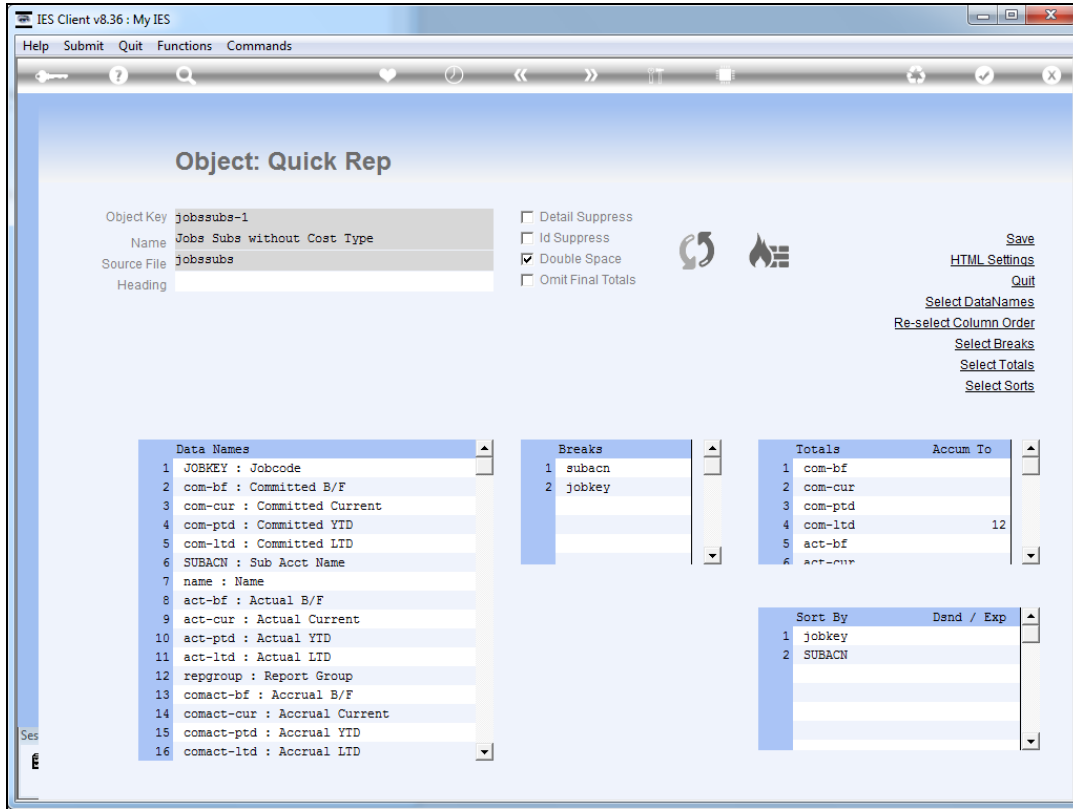 IES Client v8.36 : My IES
Help Submit Quit Functions Commands
Object: Quick Rep
Object Key jobssubs-1
Name Jobs Subs without Cost Type
Source File jobssubs
Heading
Detail Suppress
Id Suppress
Double Space
Omit Final Totals
Save
HTML Settings
Quit
Select DataNames
Re-select Column Order
Select Breaks
Select Totals
Select Sorts
Data Names
1 JOBKEY : Jobcode
2 com-bf : Committed B/F
3 com-cur : Committed Current
4 com-ptd : Committed YTD
5 com-ltd : Committed LTD
6 SUBACN : Sub Acct Name
7 name : Name
8 act-bf : Actual B/F
9 act-cur : Actual Current
10 act-ptd : Actual YTD
11 act-ltd : Actual LTD
12 repgroup : Report Group
13 comact-bf : Accrual B/F
14 comact-cur : Accrual Current
15 comact-ptd : Accrual YTD
16 comact-ltd : Accrual LTD
Breaks
1 subacn
2 jobkey
Totals Accum To
1 com-bf
2 com-cur
3 com-ptd
4 com-ltd 12
5 act-bf
6 act-cur
Sort By Dsnd / Exp
1 jobkey
2 SUBACN
Ses